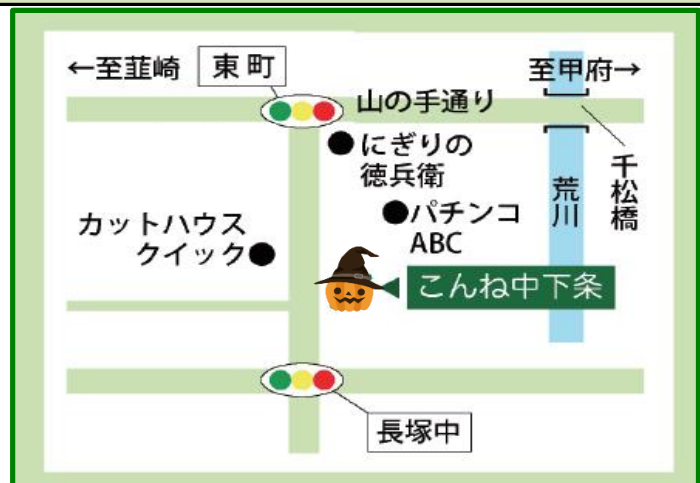 ←至韮崎
東町
至甲府→
山の手通り
にぎりの
徳兵衛
千松橋
荒川
パチンコ
ABC
カットハウス
クイック
こんね中下条
長塚中